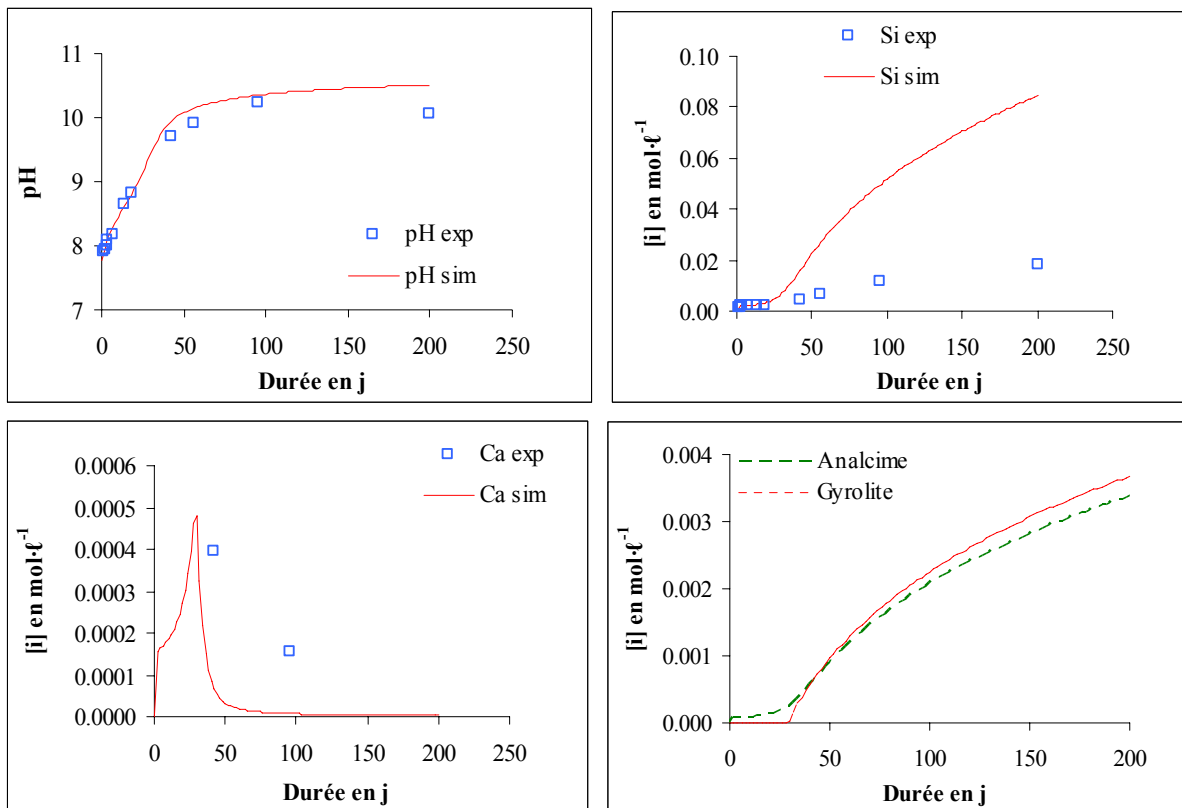 11
10
9
8
7
pH
pH exp
pH sim
0 50 100 150 200 250
Durée en j
Si exp
Si sim
0.10
0.08
0.06
0.04
0.02
0.00
[i] en mol·ℓ⁻¹
0 50 100 150 200 250
Durée en j
Ca exp
Ca sim
0.0006
0.0005
0.0004
0.0003
0.0002
0.0001
0.0000
[i] en mol·ℓ⁻¹
0 50 100 150 200 250
Durée en j
Analcime
Gyrolite
0.004
0.003
0.002
0.001
0.000
[i] en mol·ℓ⁻¹
0 50 100 150 200
Durée en j